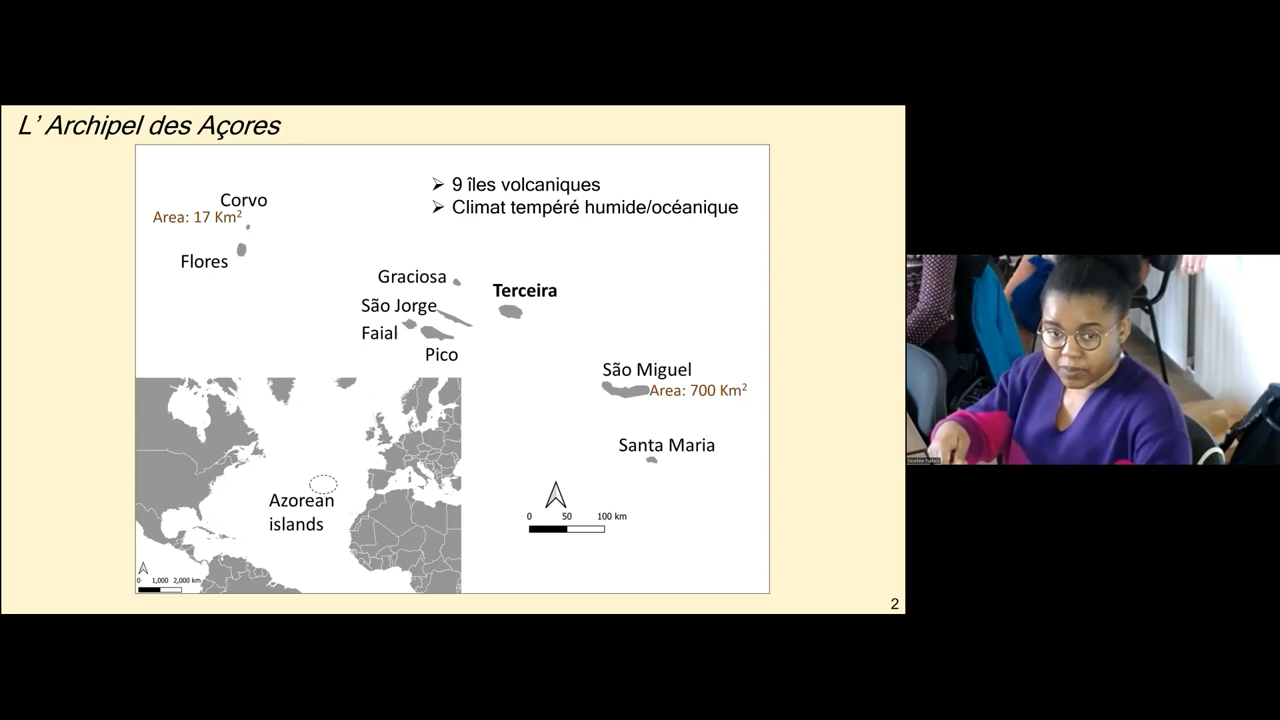 L’ Archipel des Açores
➢ 9 îles volcaniques
➢ Climat tempéré humide/océanique
Corvo
Area: 17 Km²
Flores
Graciosa
Terceira
São Jorge
Faial
Pico
São Miguel
Area: 700 Km²
Santa Maria
Azorean
islands
0 50 100 km
0 1,000 2,000 km
2